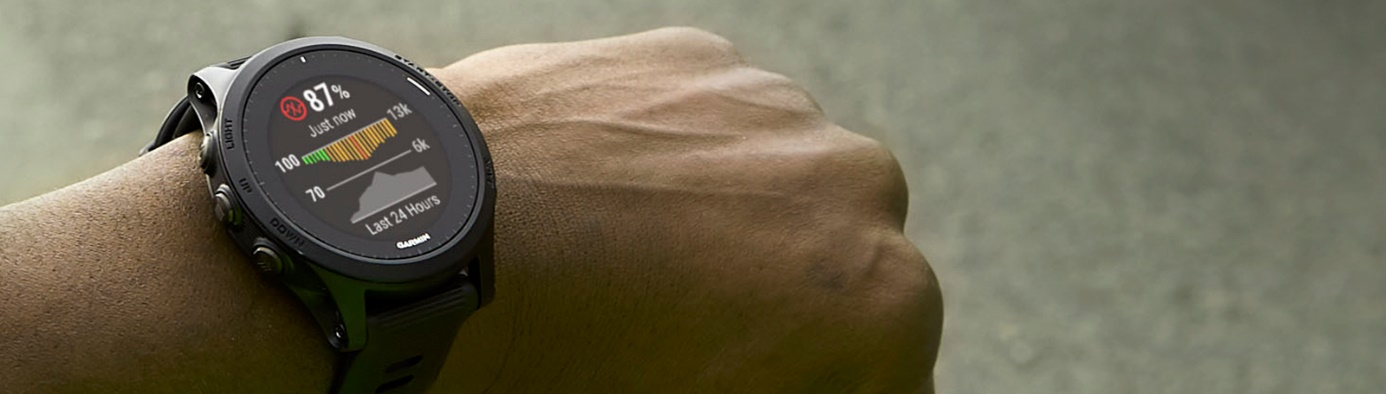 87%
Just now
100 13k
70 6k
Last 24 Hours
GARMIN
LIGHT
UP
DOWN